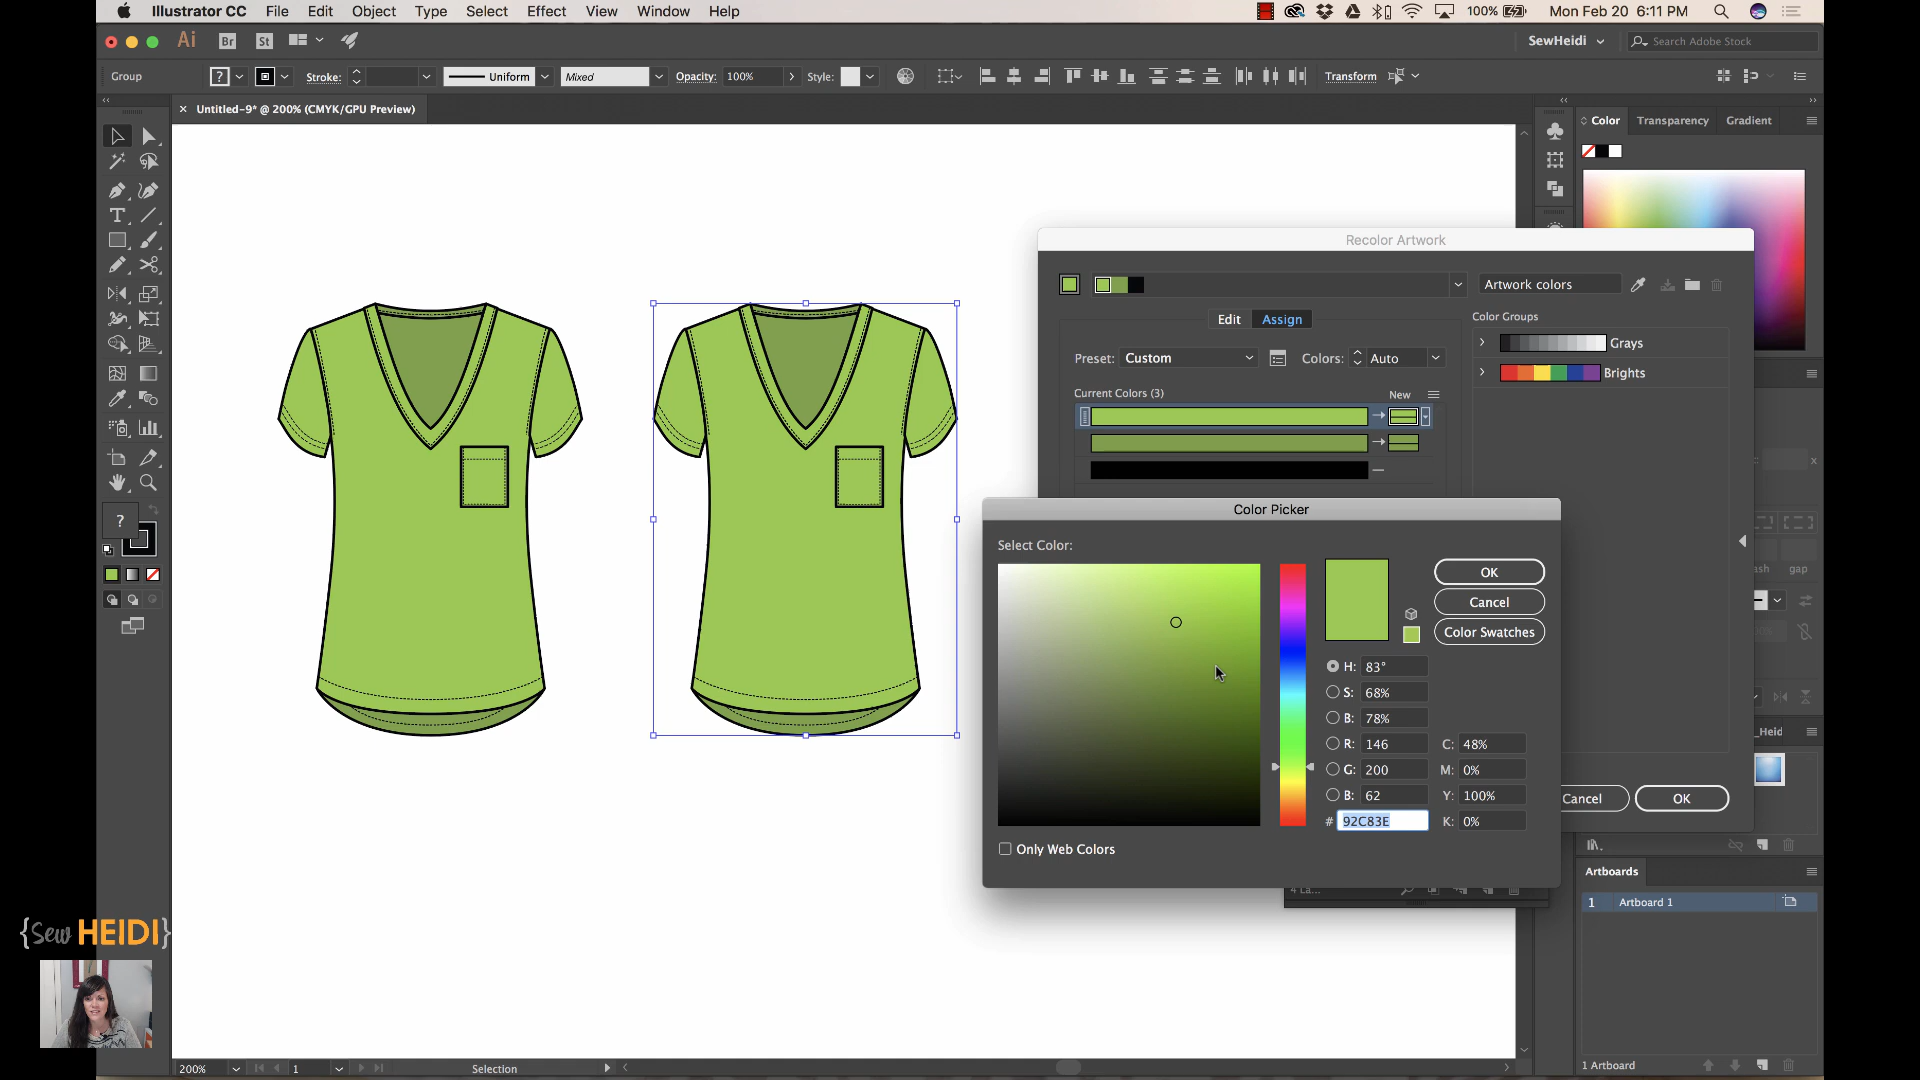 Illustrator CC File Edit Object Type Select Effect View Window Help
100% Mon Feb 20 6:11 PM
Ai Br St SewHeidi Search Adobe Stock
Group ? Stroke: Uniform Mixed Opacity: 100% Style: Transform
× Untitled-9* @ 200% (CMYK/GPU Preview)
Color Transparency Gradient
Recolor Artwork
Artwork colors
Edit Assign
Color Groups
Preset: Custom Colors: Auto
Grays
Brights
Current Colors (3) New
Color Picker
Select Color:
OK
Cancel
Color Swatches
H: 83°
S: 68%
B: 78%
R: 146 C: 48%
G: 200 M: 0%
B: 62 Y: 100%
# 92C83E K: 0%
Only Web Colors
Cancel OK
?
T
ash gap
_Heid
Artboards
1 Artboard 1
1 Artboard
{Sew HEIDI}
200% 1 Selection